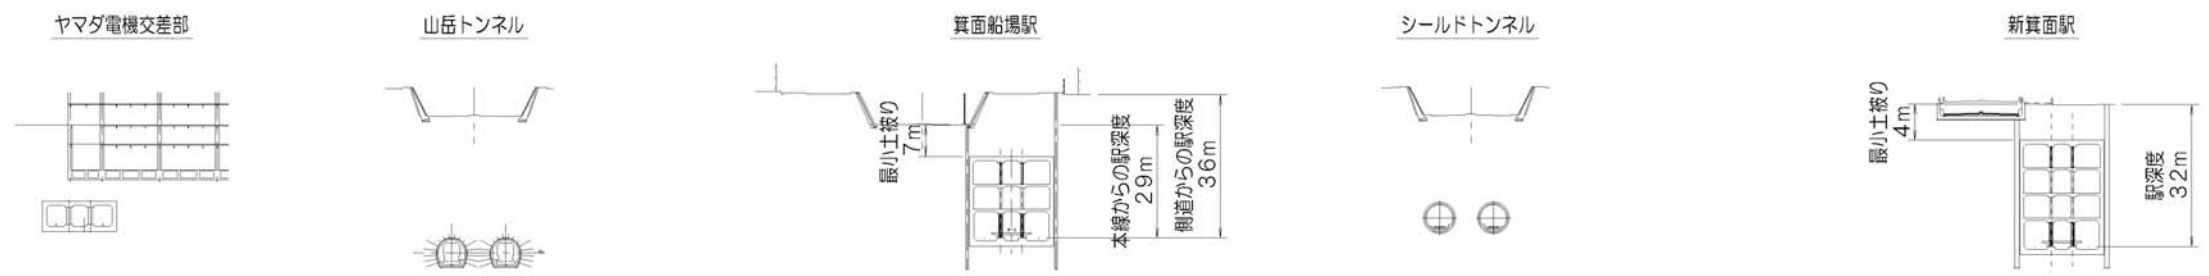 ヤマダ電機交差部
山岳トンネル
箕面船場駅
シールドトンネル
新箕面駅
最小土被り
7m
本線からの駅深度
29m
側道からの駅深度
36m
最小土被り
4m
駅深度
32m